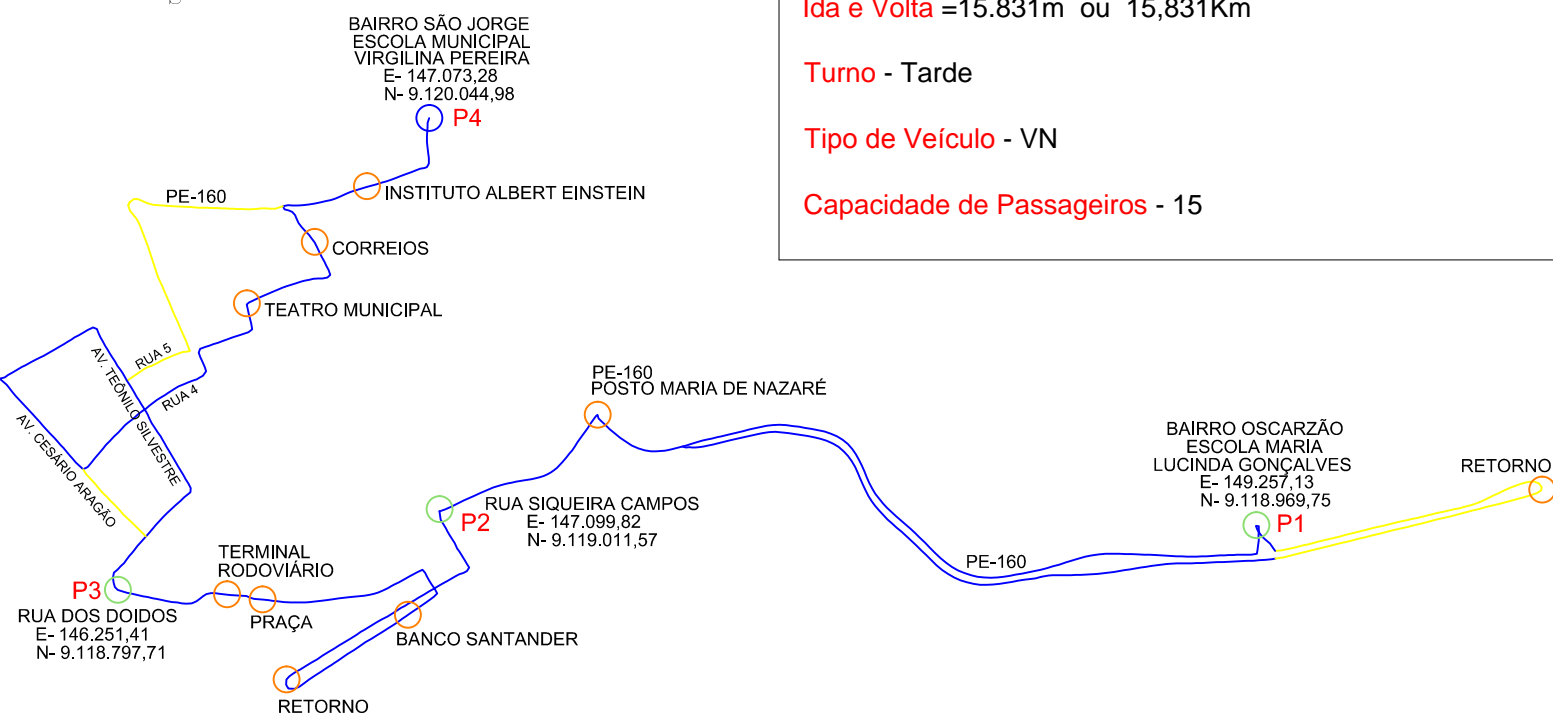 Ida e Volta =15.831m ou 15,831Km
Turno - Tarde
Tipo de Veículo - VN
Capacidade de Passageiros - 15
BAIRRO SÃO JORGE
ESCOLA MUNICIPAL
VIRGILINA PEREIRA
E- 147.073,28
N- 9.120.044,98
P4
INSTITUTO ALBERT EINSTEIN
PE-160
CORREIOS
TEATRO MUNICIPAL
RUA 5
RUA 4
AV. TEÔNILO SILVESTRE
AV. CESÁRIO ARAGÃO
PE-160
POSTO MARIA DE NAZARÉ
BAIRRO OSCARZÃO
ESCOLA MARIA
LUCINDA GONÇALVES
E- 149.257,13
N- 9.118.969,75
P1
RETORNO
RUA SIQUEIRA CAMPOS
P2
E- 147.099,82
N- 9.119.011,57
PE-160
TERMINAL
RODOVIÁRIO
PRAÇA
P3
RUA DOS DOIDOS
E- 146.251,41
N- 9.118.797,71
BANCO SANTANDER
RETORNO